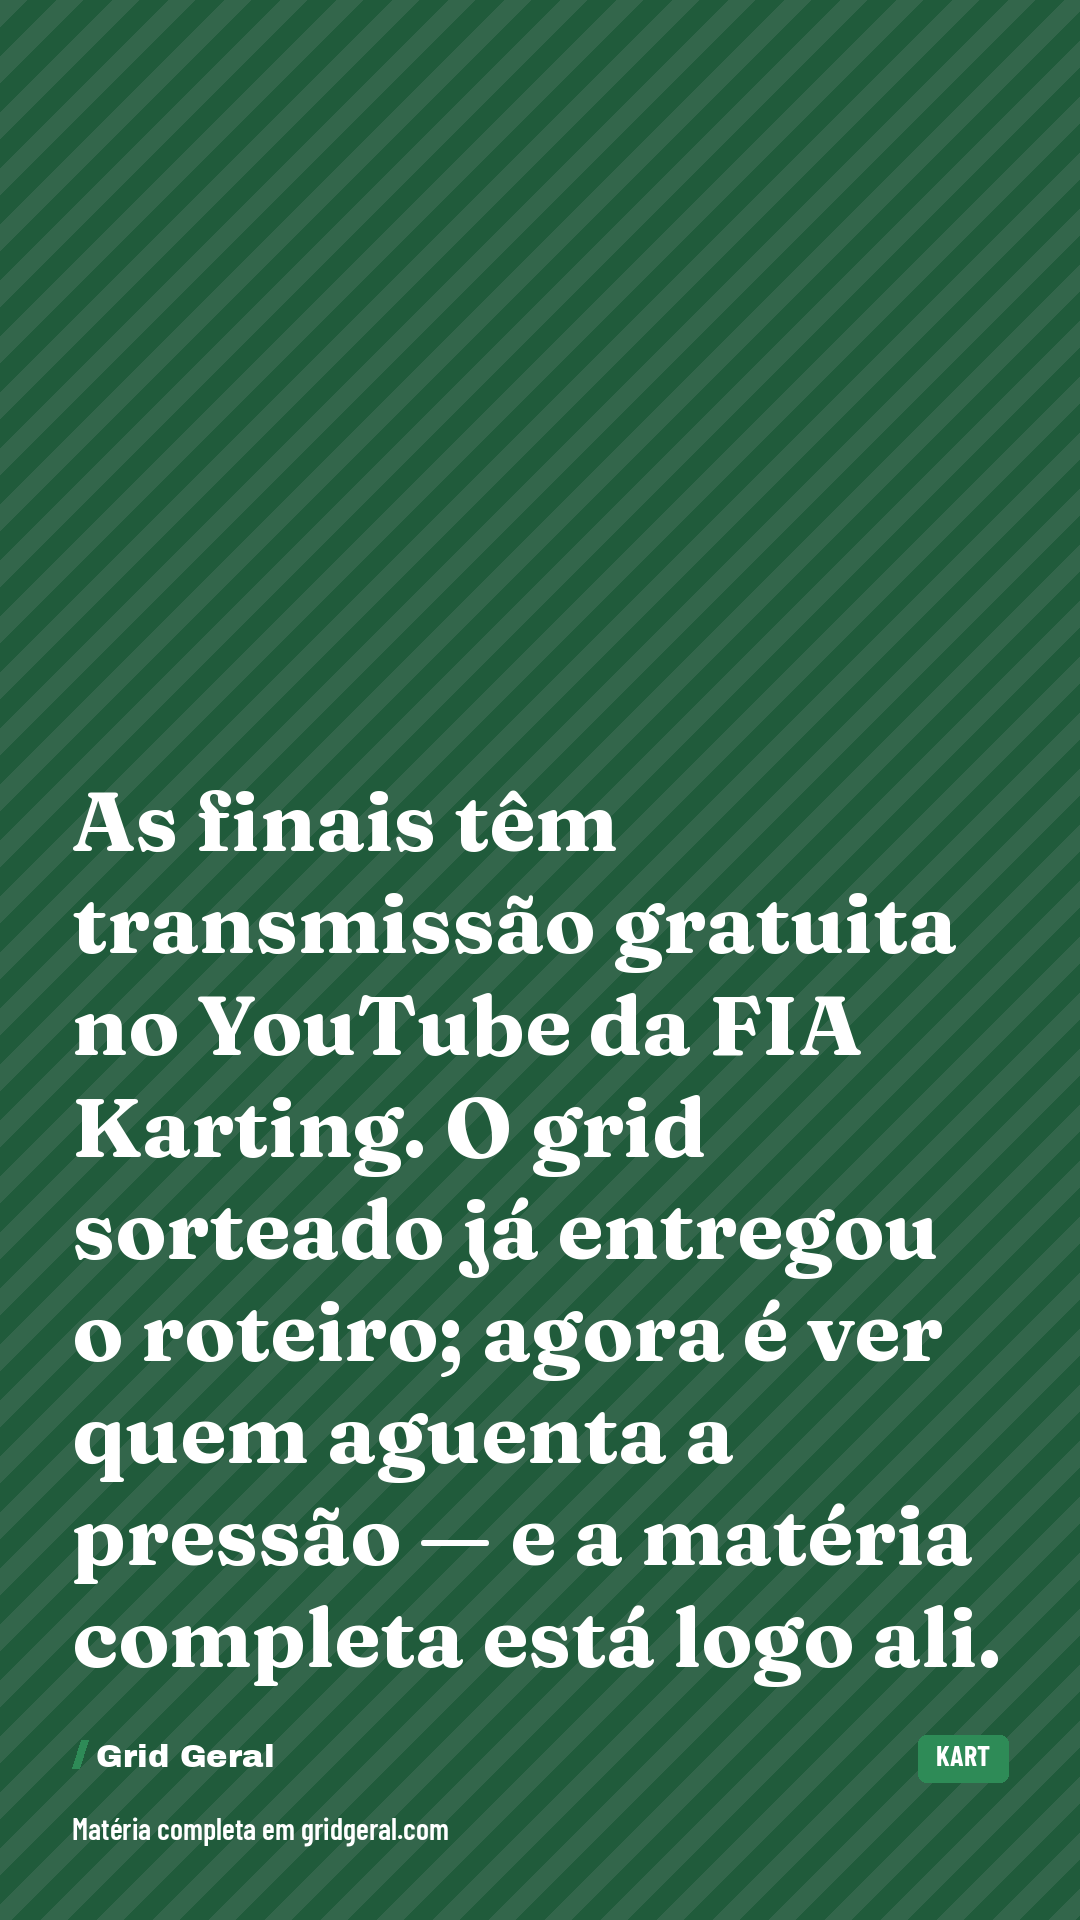 As finais têm
transmissão gratuita
no YouTube da FIA
Karting. O grid
sorteado já entregou
o roteiro; agora é ver
quem aguenta a
pressão — e a matéria
completa está logo ali.
/ Grid Geral
KART
Matéria completa em gridgeral.com